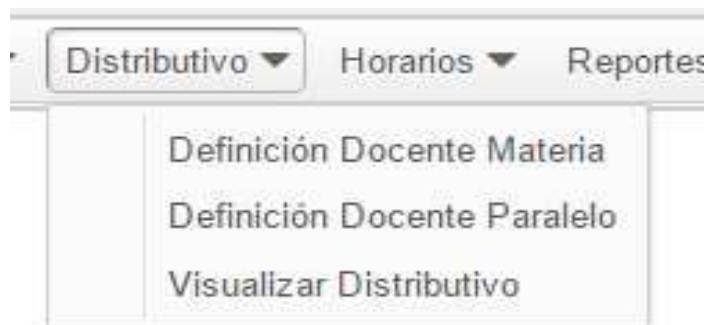 Distributivo Horarios Reportes
Definición Docente Materia
Definición Docente Paralelo
Visualizar Distributivo